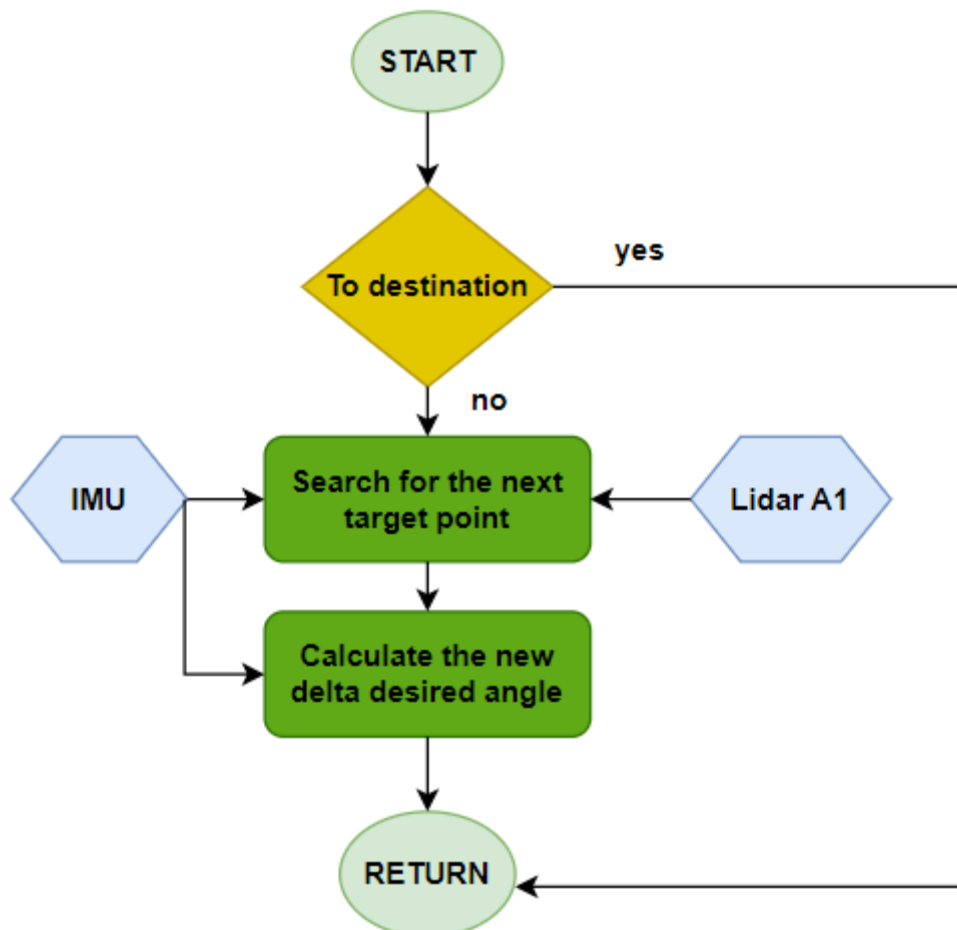 START
To destination
yes
no
IMU
Search for the next
target point
Lidar A1
Calculate the new
delta desired angle
RETURN